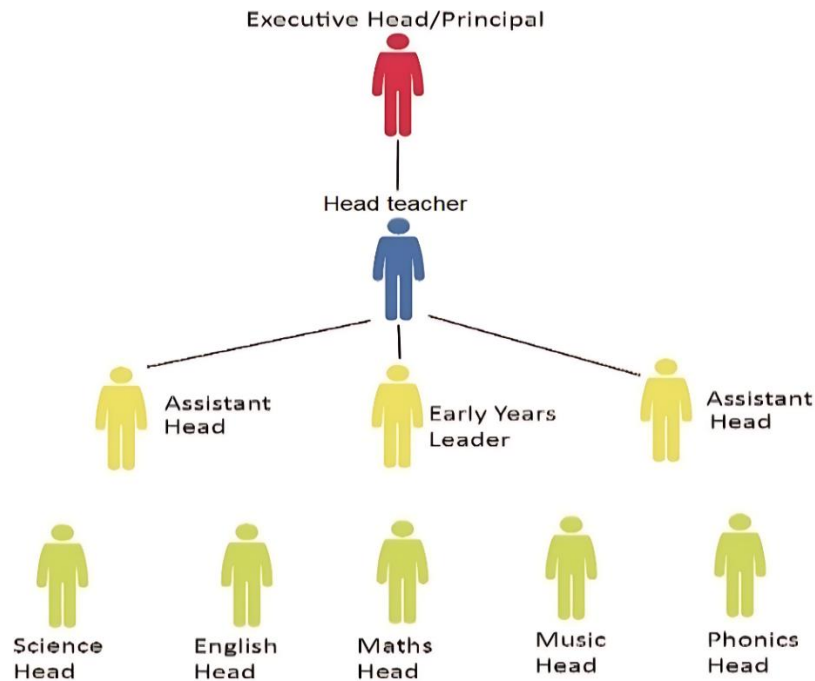 Executive Head/Principal
Head teacher
Assistant
Head
Early Years
Leader
Assistant
Head
Science
Head
English
Head
Maths
Head
Music
Head
Phonics
Head